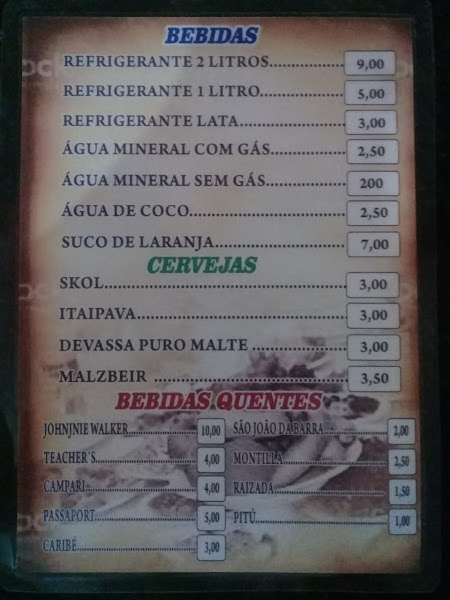 BEBIDAS
REFRIGERANTE 2 LITROS 9,00
REFRIGERANTE 1 LITRO 5,00
REFRIGERANTE LATA 3,00
ÁGUA MINERAL COM GÁS 2,50
ÁGUA MINERAL SEM GÁS 200
ÁGUA DE COCO 2,50
SUCO DE LARANJA 7,00
CERVEJAS
SKOL 3,00
ITAIPAVA 3,00
DEVASSA PURO MALTE 3,00
MALZBEIR 3,50
BEBIDAS QUENTES
JOHNJNIE WALKER 10,00 SÃO JOÃO DA BARRA 2,00
TEACHER´S 4,00 MONTILLA 2,50
CAMPARI 4,00 RAIZADA 1,50
PASSAPORT 5,00 PITÚ 1,00
CARIBÉ 3,00